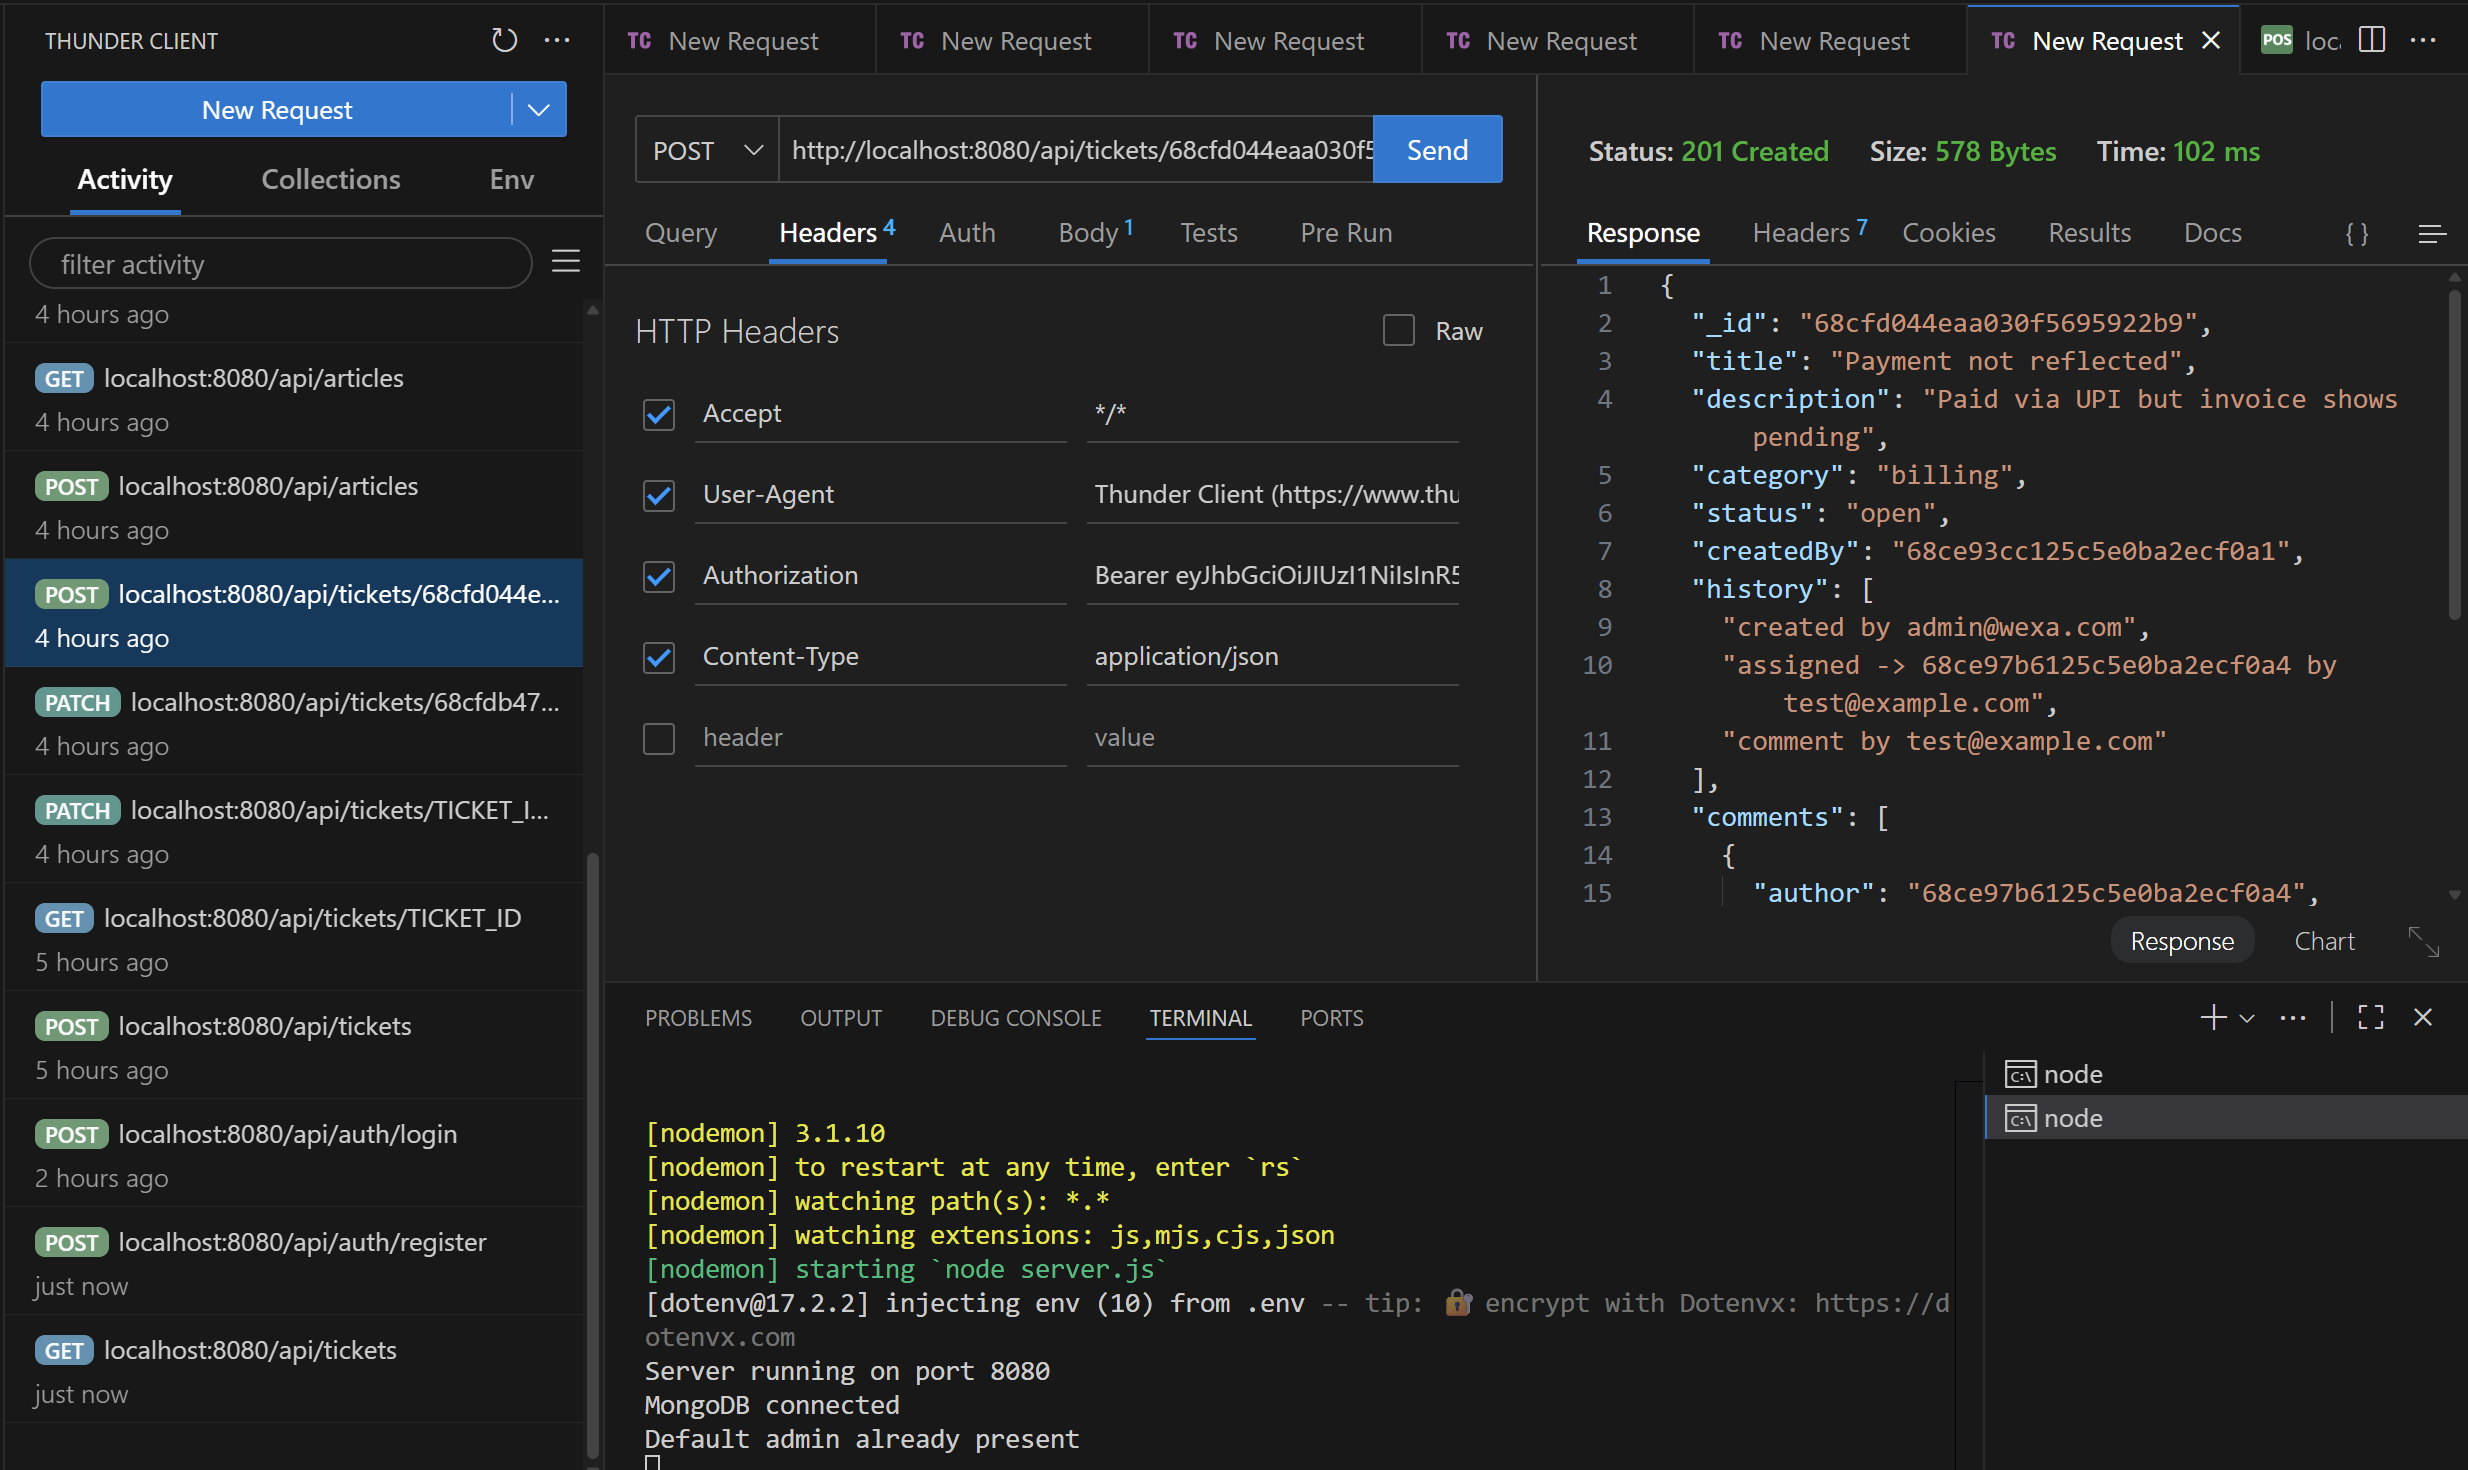 THUNDER CLIENT
New Request
Activity Collections Env
filter activity
4 hours ago
GET localhost:8080/api/articles
4 hours ago
POST localhost:8080/api/articles
4 hours ago
POST localhost:8080/api/tickets/68cfd044e...
4 hours ago
PATCH localhost:8080/api/tickets/68cfdb47...
4 hours ago
PATCH localhost:8080/api/tickets/TICKET_I...
4 hours ago
GET localhost:8080/api/tickets/TICKET_ID
5 hours ago
POST localhost:8080/api/tickets
5 hours ago
POST localhost:8080/api/auth/login
2 hours ago
POST localhost:8080/api/auth/register
just now
GET localhost:8080/api/tickets
just now
TC New Request TC New Request TC New Request TC New Request TC New Request TC New Request POS loc
POST http://localhost:8080/api/tickets/68cfd044eaa030f5 Send
Query Headers 4 Auth Body 1 Tests Pre Run
HTTP Headers Raw
Accept */*
User-Agent Thunder Client (https://www.thu
Authorization Bearer eyJhbGciOiJIUzI1NiIsInR5
Content-Type application/json
header value
Status: 201 Created Size: 578 Bytes Time: 102 ms
Response Headers 7 Cookies Results Docs { }
1 {
2 "_id": "68cfd044eaa030f5695922b9",
3 "title": "Payment not reflected",
4 "description": "Paid via UPI but invoice shows
pending",
5 "category": "billing",
6 "status": "open",
7 "createdBy": "68ce93cc125c5e0ba2ecf0a1",
8 "history": [
9 "created by admin@wexa.com",
10 "assigned -> 68ce97b6125c5e0ba2ecf0a4 by
test@example.com",
11 "comment by test@example.com"
12 ],
13 "comments": [
14 {
15 "author": "68ce97b6125c5e0ba2ecf0a4",
Response Chart
PROBLEMS OUTPUT DEBUG CONSOLE TERMINAL PORTS
[nodemon] 3.1.10
[nodemon] to restart at any time, enter `rs`
[nodemon] watching path(s): *.*
[nodemon] watching extensions: js,mjs,cjs,json
[nodemon] starting `node server.js`
[dotenv@17.2.2] injecting env (10) from .env -- tip: 🔐 encrypt with Dotenvx: https://d
otenvx.com
Server running on port 8080
MongoDB connected
Default admin already present
node
node